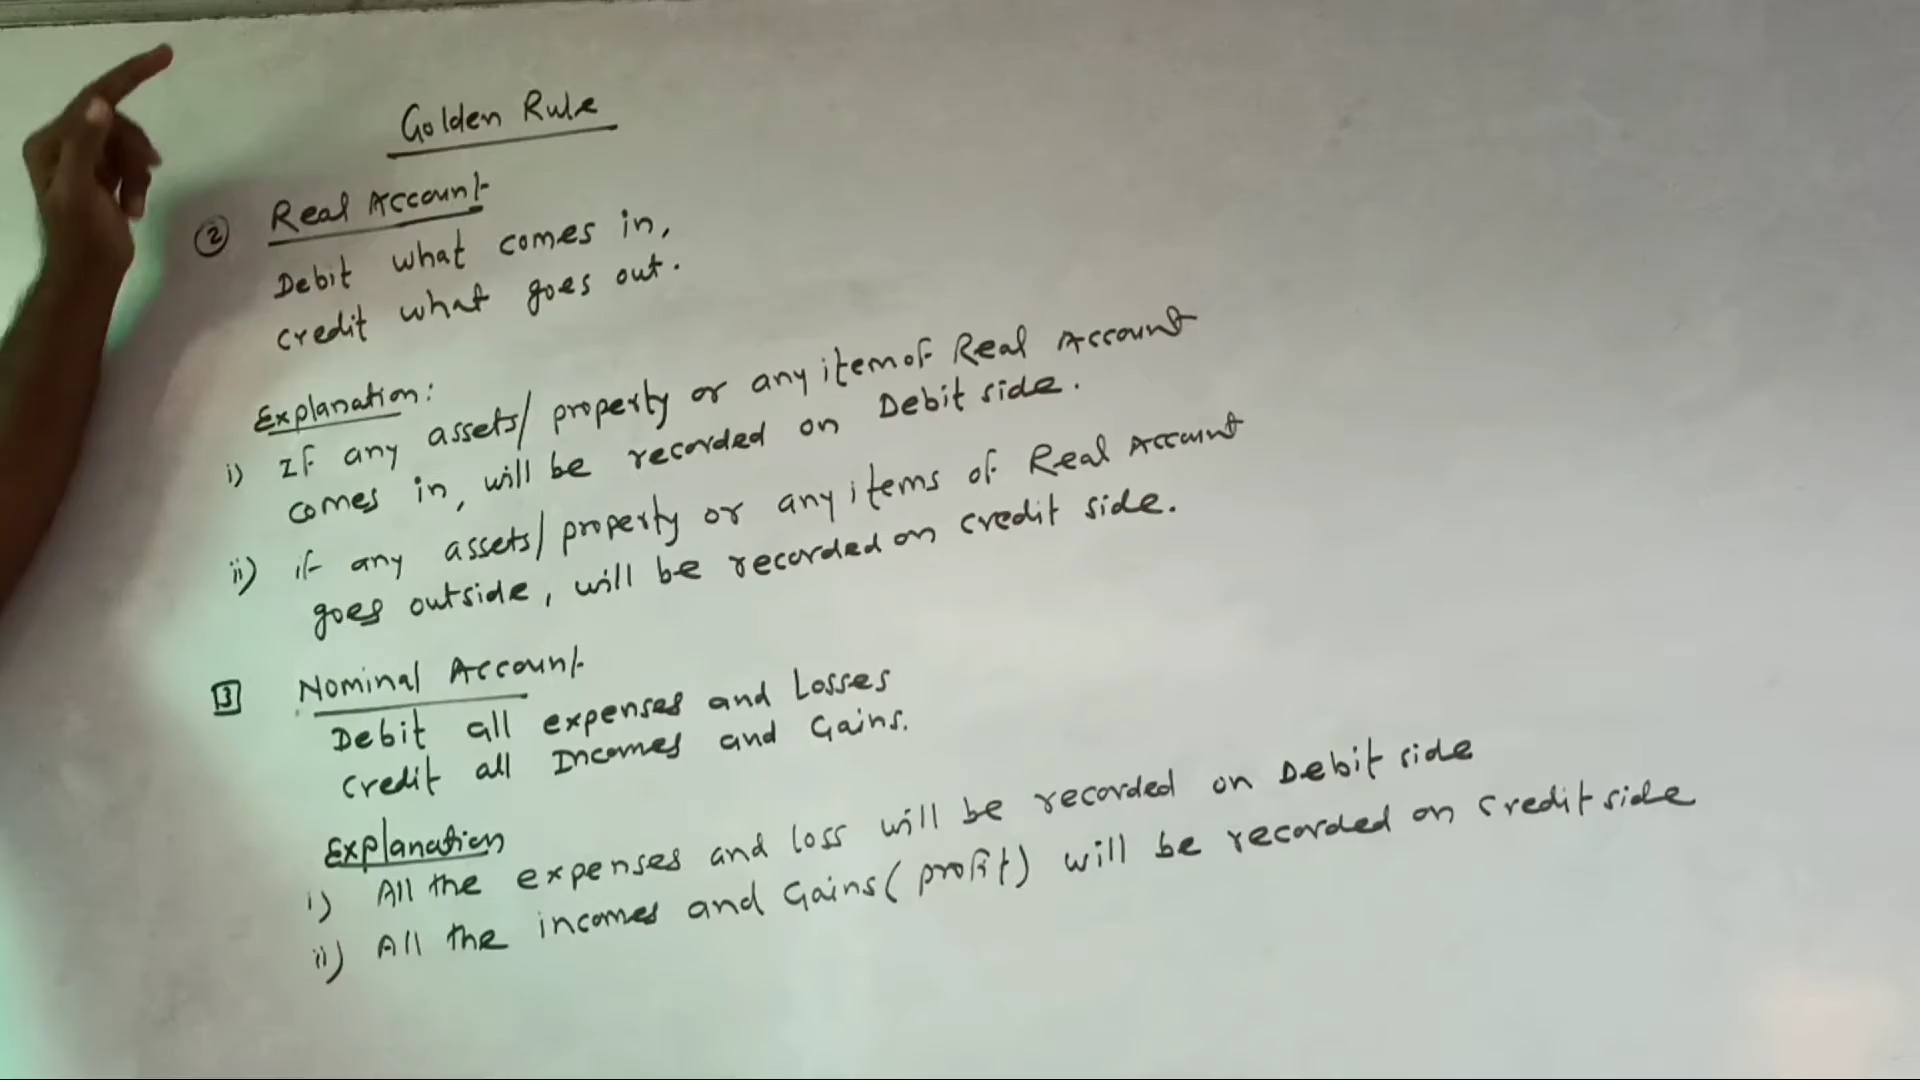 Golden Rule
② Real Account
Debit what comes in,
credit what goes out.
Explanation:
i) If any assets/ property or any item of Real Account
comes in, will be recorded on Debit side.
ii) if any assets/ property or any items of Real Account
goes outside, will be recorded on credit side.
3 Nominal Account
Debit all expenses and Losses
Credit all Incomes and Gains.
Explanation
i) All the expenses and loss will be recorded on Debit side
ii) All the incomes and Gains (profit) will be recorded on credit side